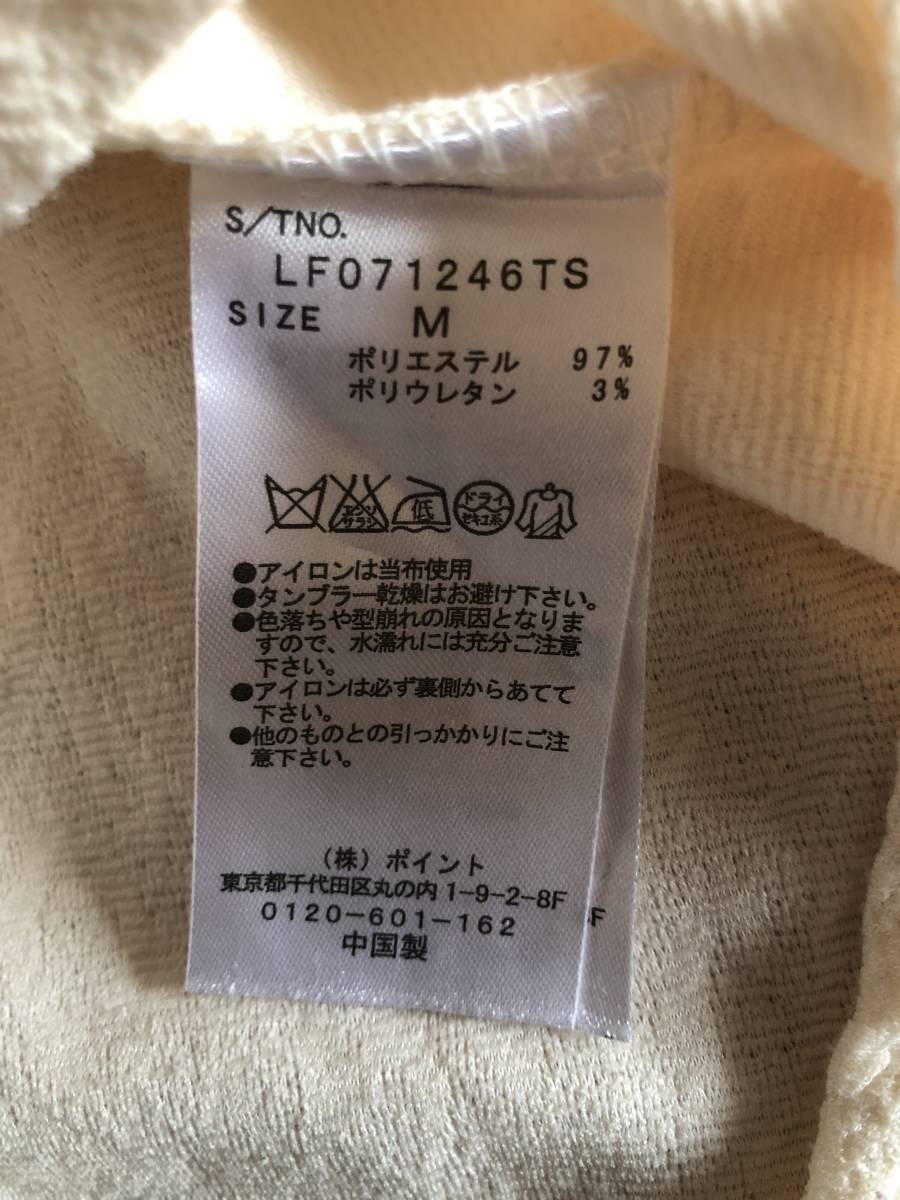 S/TNO.
LF071246TS
SIZE M
ポリエステル 97%
ポリウレタン 3%
エンソ
サラシ
低
ドライ
セキユ系
●アイロンは当布使用
●タンブラー乾燥はお避け下さい。
●色落ちや型崩れの原因となりま
すので、水濡れには充分ご注意
下さい。
●アイロンは必ず裏側からあてて
下さい。
●他のものとの引っかかりにご注
意下さい。
(株)ポイント
東京都千代田区丸の内1-9-2-8F
F
0120-601-162
中国製